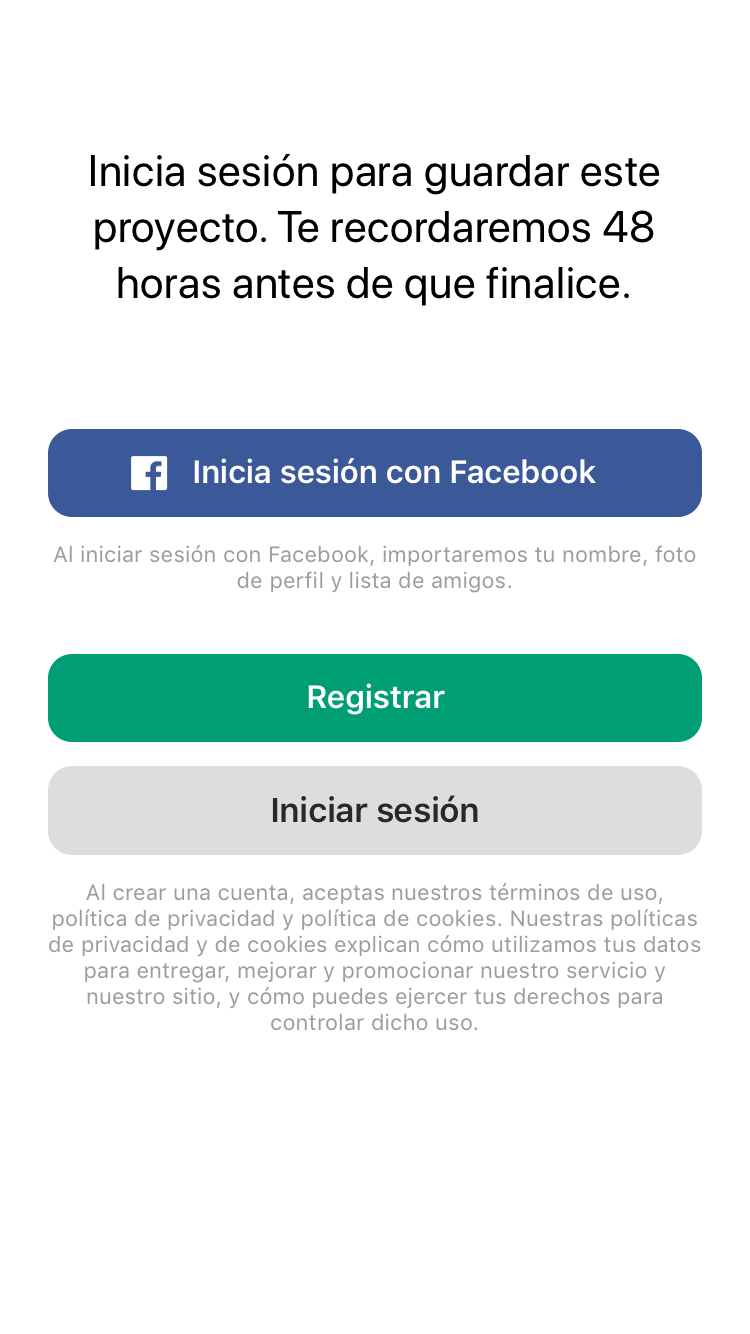 Inicia sesión para guardar este
proyecto. Te recordaremos 48
horas antes de que finalice.
Inicia sesión con Facebook
Al iniciar sesión con Facebook, importaremos tu nombre, foto
de perfil y lista de amigos.
Registrar
Iniciar sesión
Al crear una cuenta, aceptas nuestros términos de uso,
política de privacidad y política de cookies. Nuestras políticas
de privacidad y de cookies explican cómo utilizamos tus datos
para entregar, mejorar y promocionar nuestro servicio y
nuestro sitio, y cómo puedes ejercer tus derechos para
controlar dicho uso.